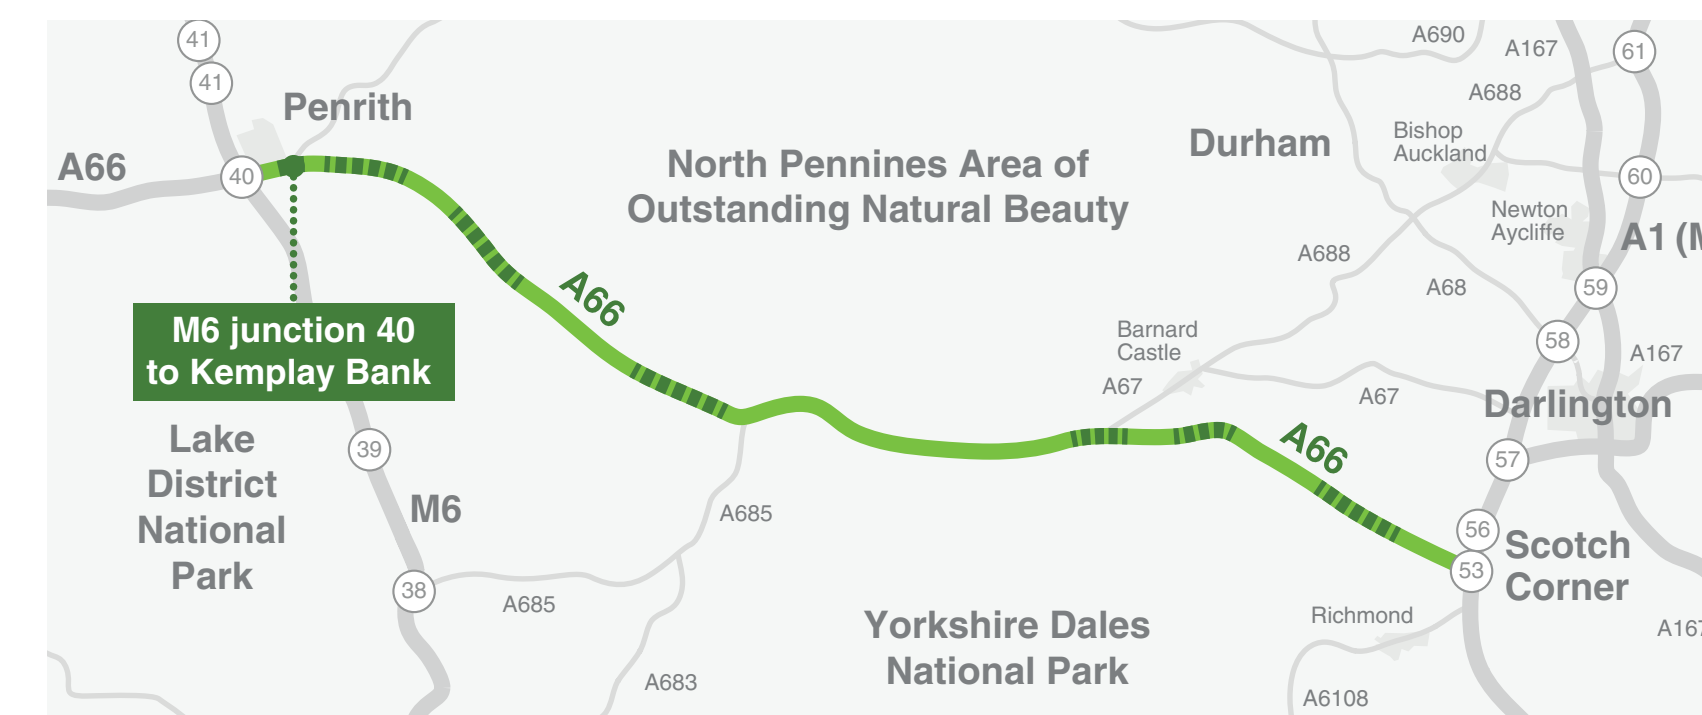 41
41
Penrith
A66
40
M6 junction 40
to Kemplay Bank
Lake
District
National
Park
39
M6
38
A685
A685
A683
North Pennines Area of
Outstanding Natural Beauty
A66
Yorkshire Dales
National Park
Durham
A690
A167
61
A688
Bishop
Auckland
60
Newton
Aycliffe
A1 (M
A688
A68
59
58
A167
Barnard
Castle
A67
A67
Darlington
A66
57
56
53
Scotch
Corner
Richmond
A6108
A167